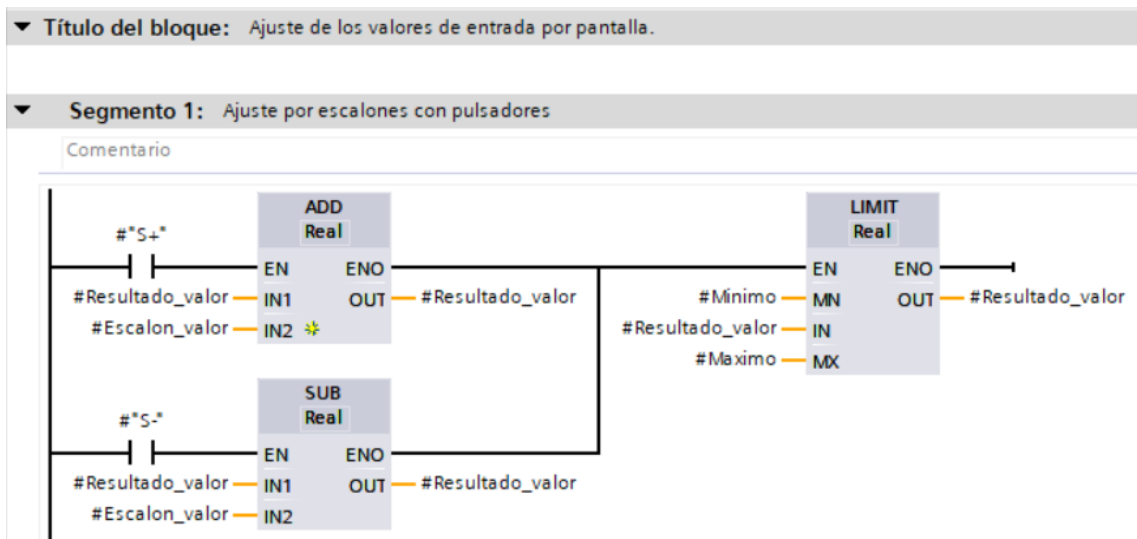 Título del bloque: Ajuste de los valores de entrada por pantalla.
Segmento 1: Ajuste por escalones con pulsadores
Comentario
ADD
Real
#"S+"
EN
ENO
#Resultado_valor
IN1
OUT
#Resultado_valor
#Escalon_valor
IN2
LIMIT
Real
EN
ENO
#Minimo
MN
OUT
#Resultado_valor
#Resultado_valor
IN
#Maximo
MX
SUB
Real
#"S-"
EN
ENO
#Resultado_valor
IN1
OUT
#Resultado_valor
#Escalon_valor
IN2